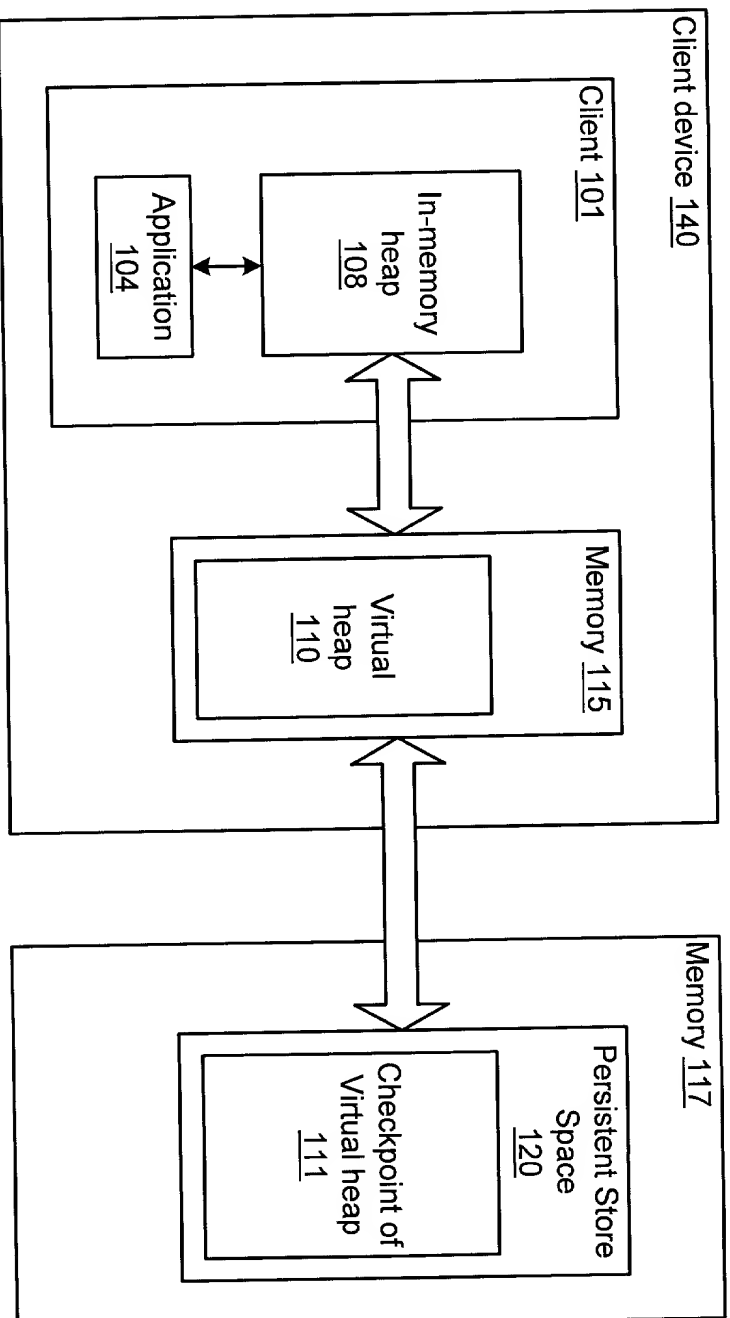 Client device 140
Client 101
In-memory
heap
108
Application
104
Memory 115
Virtual
heap
110
Memory 117
Persistent Store
Space
120
Checkpoint of
Virtual heap
111